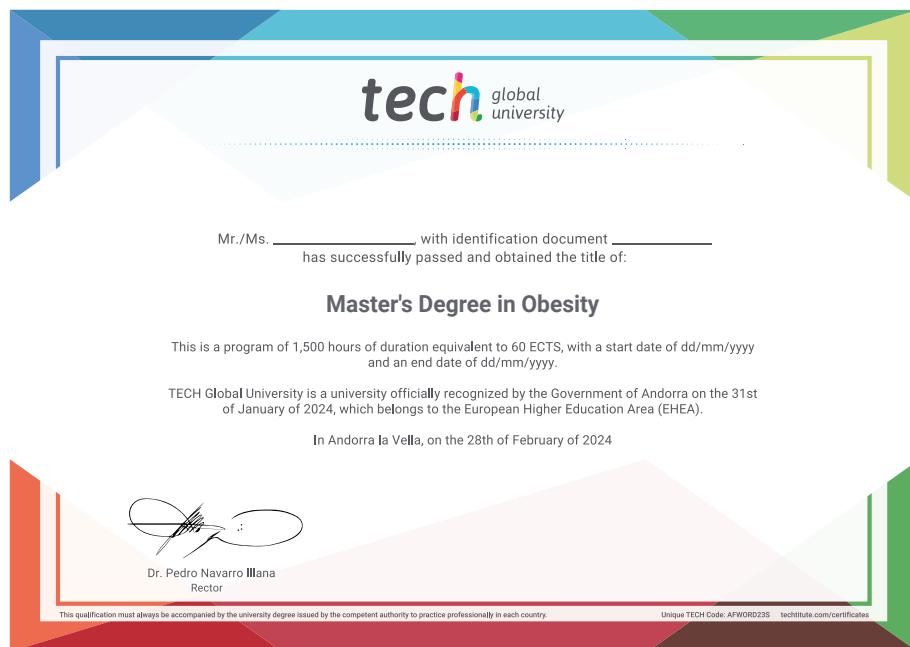 tech global university
Mr./Ms. ____________, with identification document ____________
has successfully passed and obtained the title of:
Master's Degree in Obesity
This is a program of 1,500 hours of duration equivalent to 60 ECTS, with a start date of dd/mm/yyyy
and an end date of dd/mm/yyyy.
TECH Global University is a university officially recognized by the Government of Andorra on the 31st
of January of 2024, which belongs to the European Higher Education Area (EHEA).
In Andorra la Vella, on the 28th of February of 2024
Dr. Pedro Navarro Illana
Rector
This qualification must always be accompanied by the university degree issued by the competent authority to practice professionally in each country.
Unique TECH Code: AFWORD23S techtitute.com/certificates